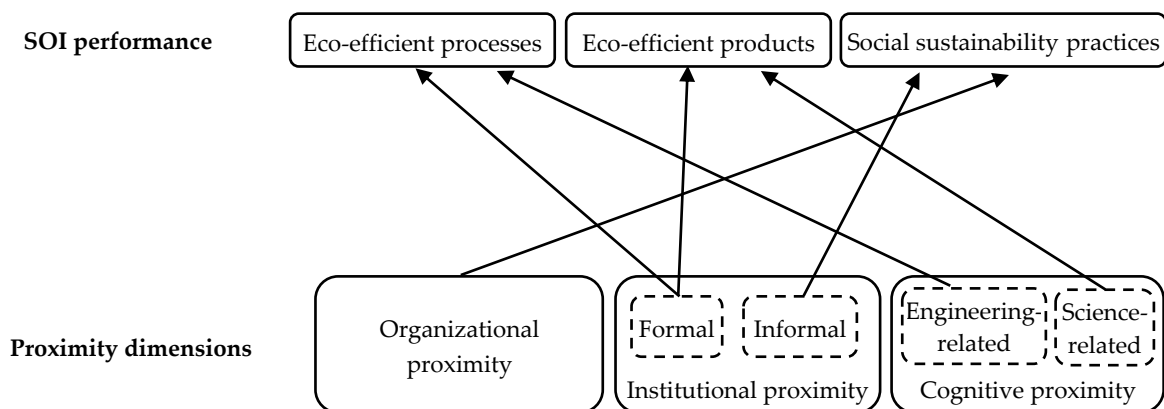 SOI performance
Eco-efficient processes
Eco-efficient products
Social sustainability practices
Proximity dimensions
Organizational
proximity
Formal
Informal
Institutional proximity
Engineering-
related
Science-
related
Cognitive proximity